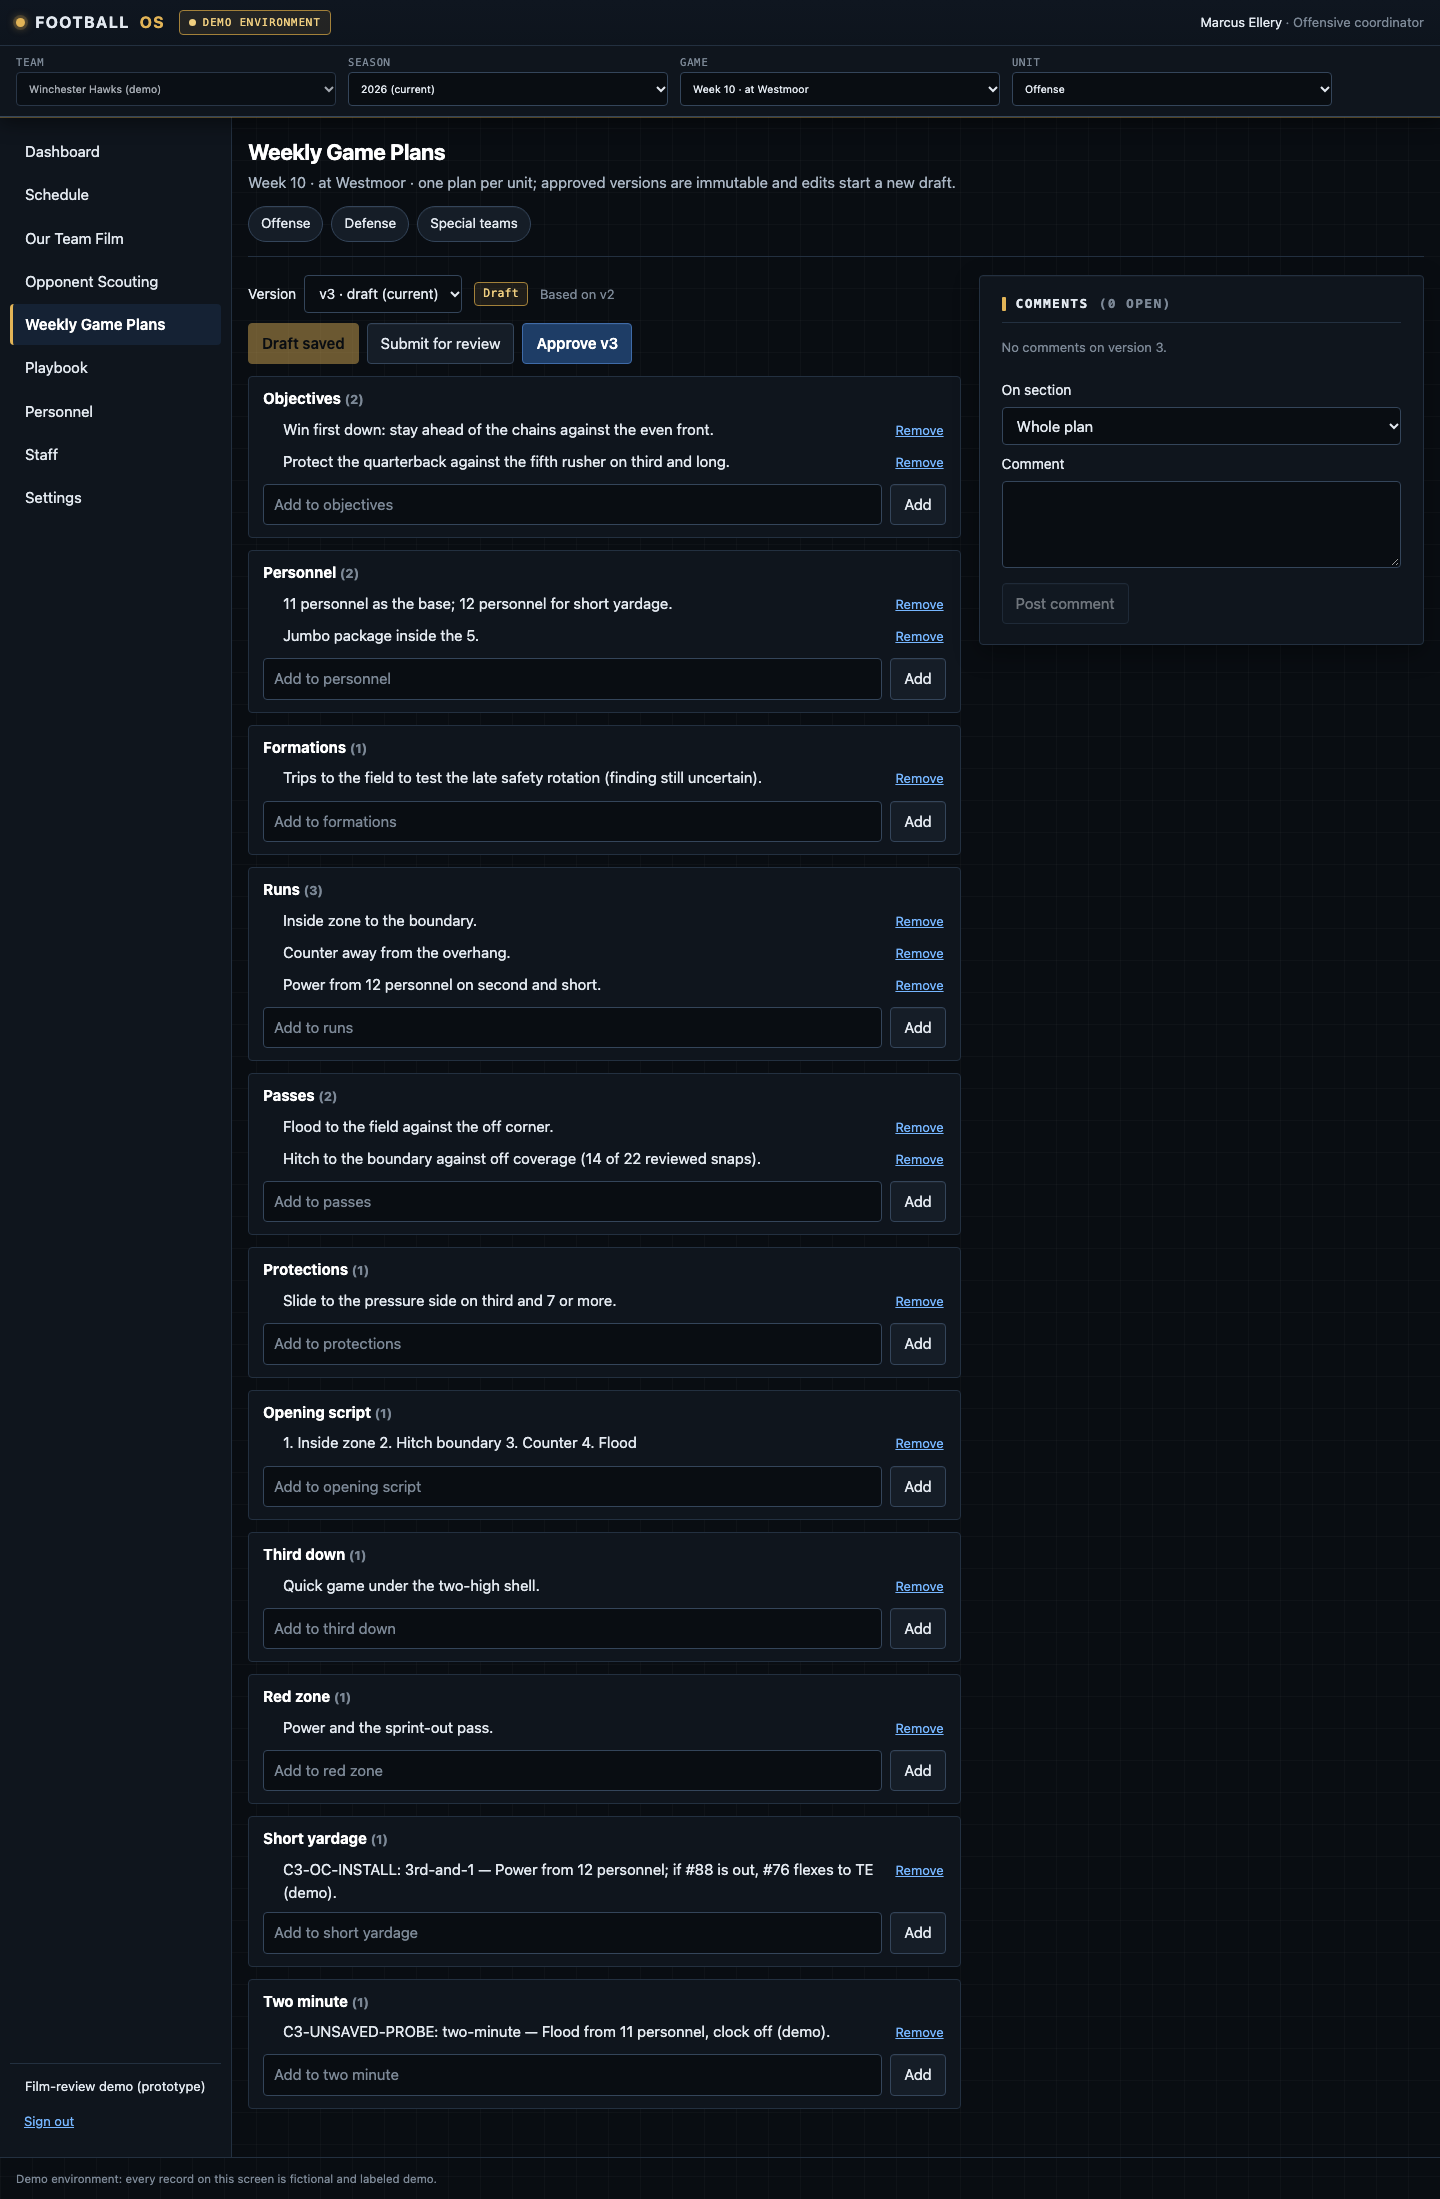 FOOTBALL OS
DEMO ENVIRONMENT
Marcus Ellery · Offensive coordinator
TEAM
Winchester Hawks (demo)
SEASON
2026 (current)
GAME
Week 10 · at Westmoor
UNIT
Offense
Dashboard
Schedule
Our Team Film
Opponent Scouting
Weekly Game Plans
Playbook
Personnel
Staff
Settings
Film-review demo (prototype)
Sign out
Weekly Game Plans
Week 10 · at Westmoor · one plan per unit; approved versions are immutable and edits start a new draft.
Offense
Defense
Special teams
Version
v3 · draft (current)
Draft
Based on v2
Draft saved
Submit for review
Approve v3
Objectives (2)
Win first down: stay ahead of the chains against the even front.
Remove
Protect the quarterback against the fifth rusher on third and long.
Remove
Add to objectives
Add
Personnel (2)
11 personnel as the base; 12 personnel for short yardage.
Remove
Jumbo package inside the 5.
Remove
Add to personnel
Add
Formations (1)
Trips to the field to test the late safety rotation (finding still uncertain).
Remove
Add to formations
Add
Runs (3)
Inside zone to the boundary.
Remove
Counter away from the overhang.
Remove
Power from 12 personnel on second and short.
Remove
Add to runs
Add
Passes (2)
Flood to the field against the off corner.
Remove
Hitch to the boundary against off coverage (14 of 22 reviewed snaps).
Remove
Add to passes
Add
Protections (1)
Slide to the pressure side on third and 7 or more.
Remove
Add to protections
Add
Opening script (1)
1. Inside zone 2. Hitch boundary 3. Counter 4. Flood
Remove
Add to opening script
Add
Third down (1)
Quick game under the two-high shell.
Remove
Add to third down
Add
Red zone (1)
Power and the sprint-out pass.
Remove
Add to red zone
Add
Short yardage (1)
C3-OC-INSTALL: 3rd-and-1 — Power from 12 personnel; if #88 is out, #76 flexes to TE
(demo).
Remove
Add to short yardage
Add
Two minute (1)
C3-UNSAVED-PROBE: two-minute — Flood from 11 personnel, clock off (demo).
Remove
Add to two minute
Add
COMMENTS (0 OPEN)
No comments on version 3.
On section
Whole plan
Comment
Post comment
Demo environment: every record on this screen is fictional and labeled demo.